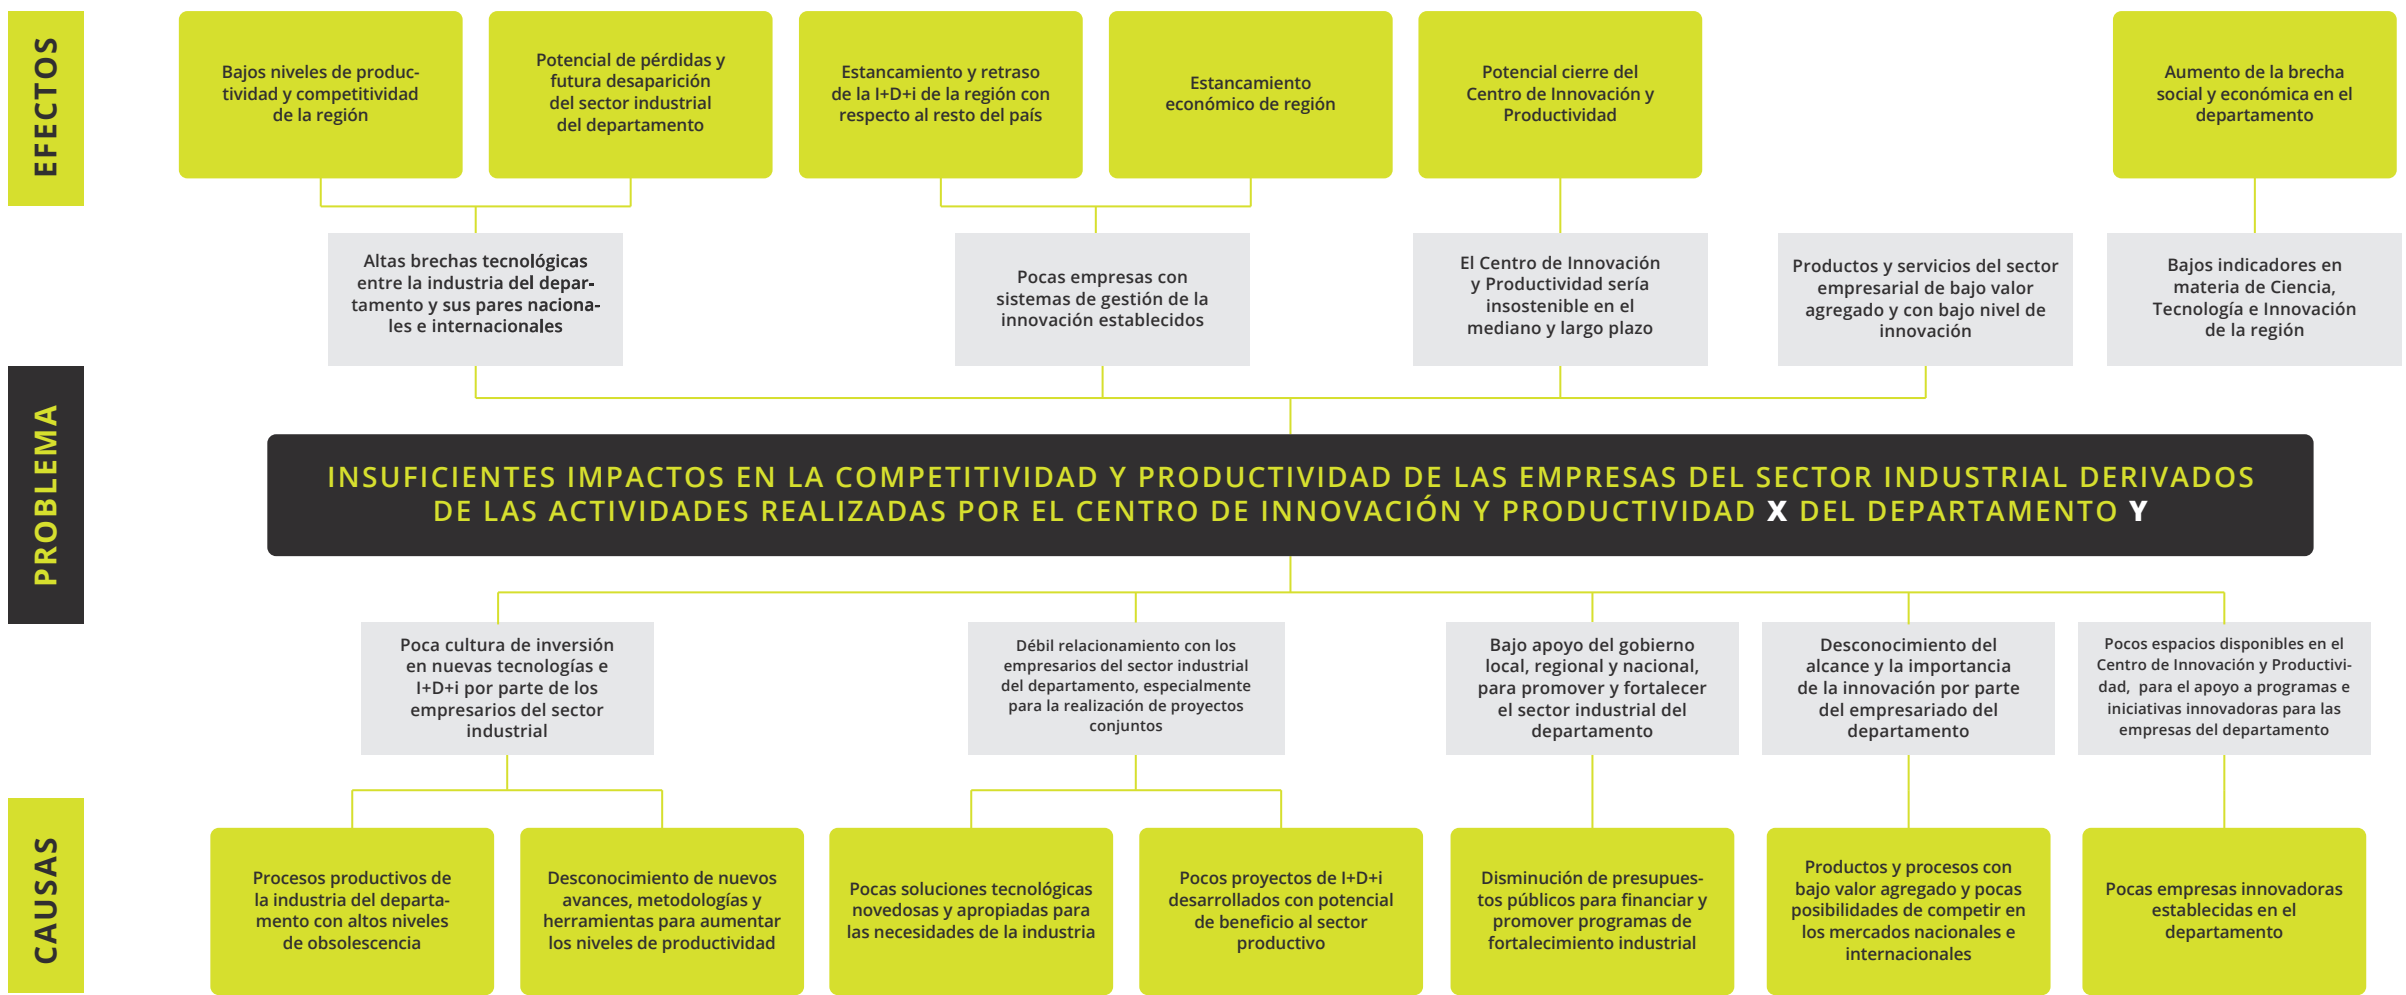 EFECTOS
Bajos niveles de produc-
tividad y competitividad
de la región
Potencial de pérdidas y
futura desaparición
del sector industrial
del departamento
Estancamiento y retraso
de la I+D+i de la región con
respecto al resto del país
Estancamiento
económico de región
Potencial cierre del
Centro de Innovación y
Productividad
Aumento de la brecha
social y económica en el
departamento
Altas brechas tecnológicas
entre la industria del depar-
tamento y sus pares naciona-
les e internacionales
Pocas empresas con
sistemas de gestión de la
innovación establecidos
El Centro de Innovación
y Productividad sería
insostenible en el
mediano y largo plazo
Productos y servicios del sector
empresarial de bajo valor
agregado y con bajo nivel de
innovación
Bajos indicadores en
materia de Ciencia,
Tecnología e Innovación
de la región
PROBLEMA
INSUFICIENTES IMPACTOS EN LA COMPETITIVIDAD Y PRODUCTIVIDAD DE LAS EMPRESAS DEL SECTOR INDUSTRIAL DERIVADOS
DE LAS ACTIVIDADES REALIZADAS POR EL CENTRO DE INNOVACIÓN Y PRODUCTIVIDAD X DEL DEPARTAMENTO Y
Poca cultura de inversión
en nuevas tecnologías e
I+D+i por parte de los
empresarios del sector
industrial
Débil relacionamiento con los
empresarios del sector industrial
del departamento, especialmente
para la realización de proyectos
conjuntos
Bajo apoyo del gobierno
local, regional y nacional,
para promover y fortalecer
el sector industrial del
departamento
Desconocimiento del
alcance y la importancia
de la innovación por parte
del empresariado del
departamento
Pocos espacios disponibles en el
Centro de Innovación y Productivi-
dad, para el apoyo a programas e
iniciativas innovadoras para las
empresas del departamento
CAUSAS
Procesos productivos de
la industria del departa-
mento con altos niveles
de obsolescencia
Desconocimiento de nuevos
avances, metodologías y
herramientas para aumentar
los niveles de productividad
Pocas soluciones tecnológicas
novedosas y apropiadas para
las necesidades de la industria
Pocos proyectos de I+D+i
desarrollados con potencial
de beneficio al sector
productivo
Disminución de presupues-
tos públicos para financiar y
promover programas de
fortalecimiento industrial
Productos y procesos con
bajo valor agregado y pocas
posibilidades de competir en
los mercados nacionales e
internacionales
Pocas empresas innovadoras
establecidas en el
departamento